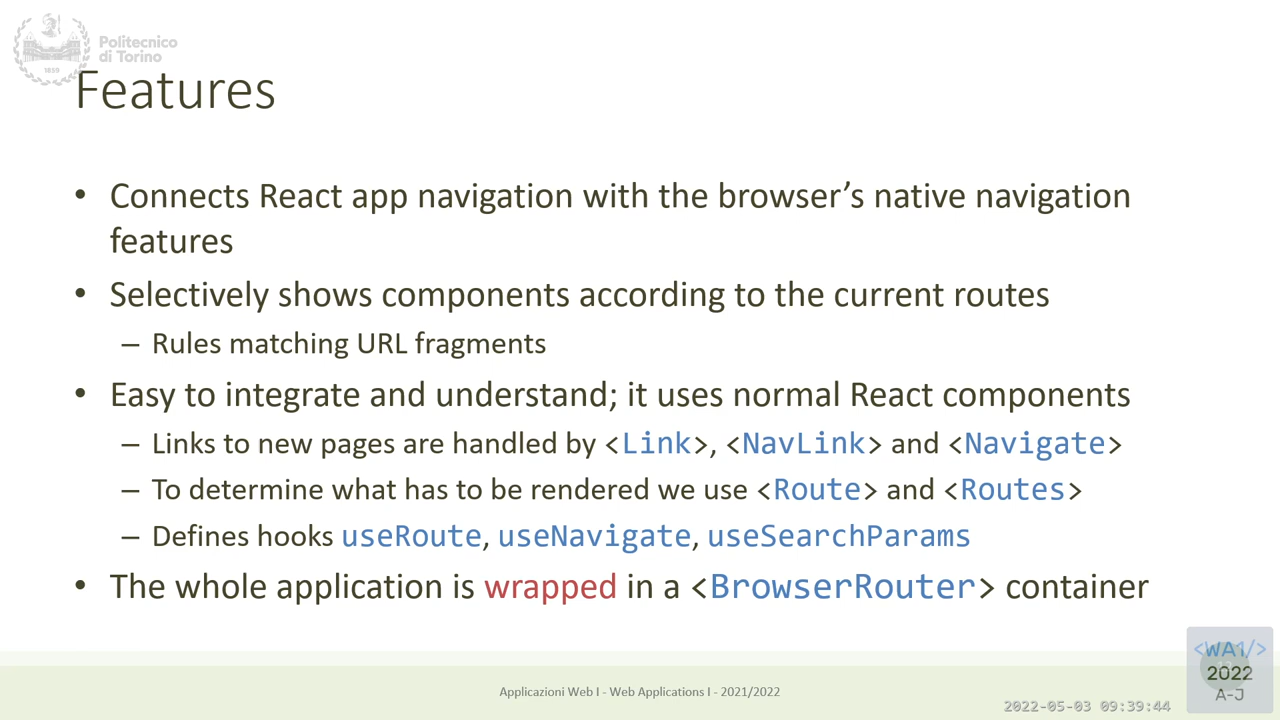 Politecnico
di Torino
1859
Features
• Connects React app navigation with the browser’s native navigation
features
• Selectively shows components according to the current routes
– Rules matching URL fragments
• Easy to integrate and understand; it uses normal React components
– Links to new pages are handled by <Link>, <NavLink> and <Navigate>
– To determine what has to be rendered we use <Route> and <Routes>
– Defines hooks useRoute, useNavigate, useSearchParams
• The whole application is wrapped in a <BrowserRouter> container
Applicazioni Web I - Web Applications I - 2021/2022
2022-05-03 09:39:44
<WA1/>
2022
A-J